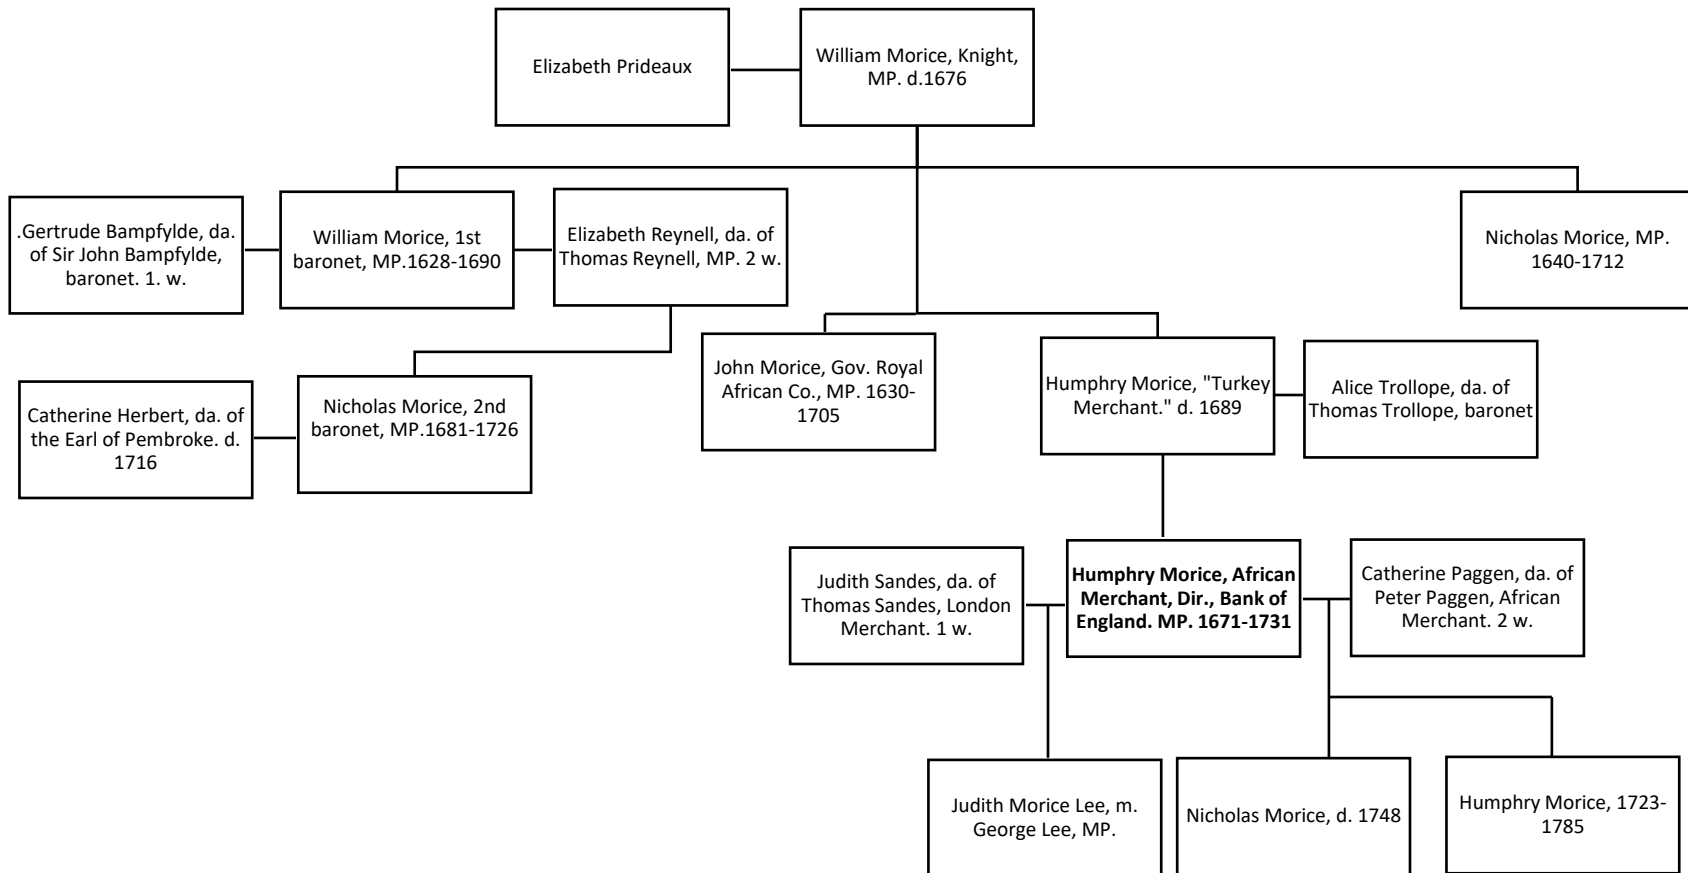 Elizabeth Prideaux
William Morice, Knight,
MP. d.1676
.Gertrude Bampfylde, da.
of Sir John Bampfylde,
baronet. 1. w.
William Morice, 1st
baronet, MP.1628-1690
Elizabeth Reynell, da. of
Thomas Reynell, MP. 2 w.
Nicholas Morice, MP.
1640-1712
Catherine Herbert, da. of
the Earl of Pembroke. d.
1716
Nicholas Morice, 2nd
baronet, MP.1681-1726
John Morice, Gov. Royal
African Co., MP. 1630-
1705
Humphry Morice, "Turkey
Merchant." d. 1689
Alice Trollope, da. of
Thomas Trollope, baronet
Judith Sandes, da. of
Thomas Sandes, London
Merchant. 1 w.
Humphry Morice, African
Merchant, Dir., Bank of
England. MP. 1671-1731
Catherine Paggen, da. of
Peter Paggen, African
Merchant. 2 w.
Judith Morice Lee, m.
George Lee, MP.
Nicholas Morice, d. 1748
Humphry Morice, 1723-
1785